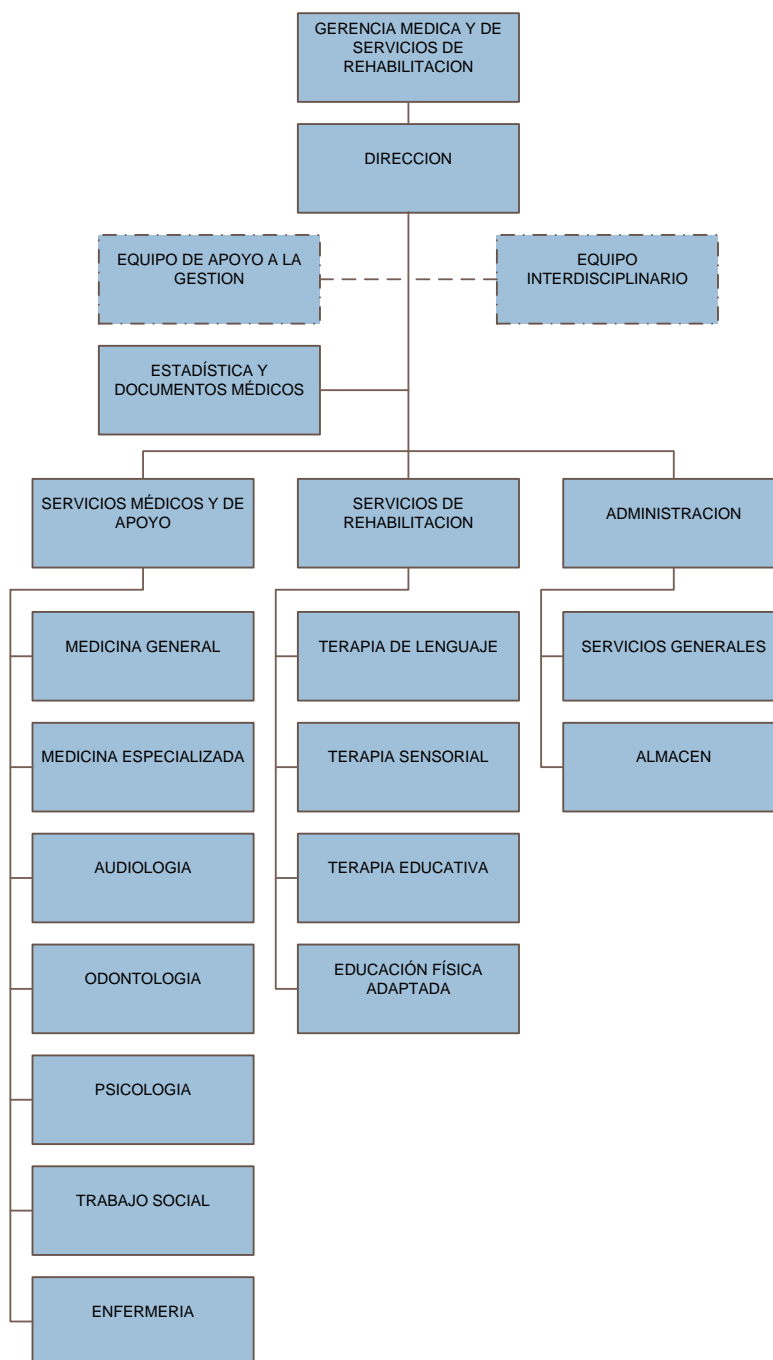 GERENCIA MEDICA Y DE
SERVICIOS DE
REHABILITACION
DIRECCION
EQUIPO DE APOYO A LA
GESTION
EQUIPO
INTERDISCIPLINARIO
ESTADÍSTICA Y
DOCUMENTOS MÉDICOS
SERVICIOS MÉDICOS Y DE
APOYO
SERVICIOS DE
REHABILITACION
ADMINISTRACION
MEDICINA GENERAL
MEDICINA ESPECIALIZADA
AUDIOLOGIA
ODONTOLOGIA
PSICOLOGIA
TRABAJO SOCIAL
ENFERMERIA
TERAPIA DE LENGUAJE
TERAPIA SENSORIAL
TERAPIA EDUCATIVA
EDUCACIÓN FÍSICA
ADAPTADA
SERVICIOS GENERALES
ALMACEN